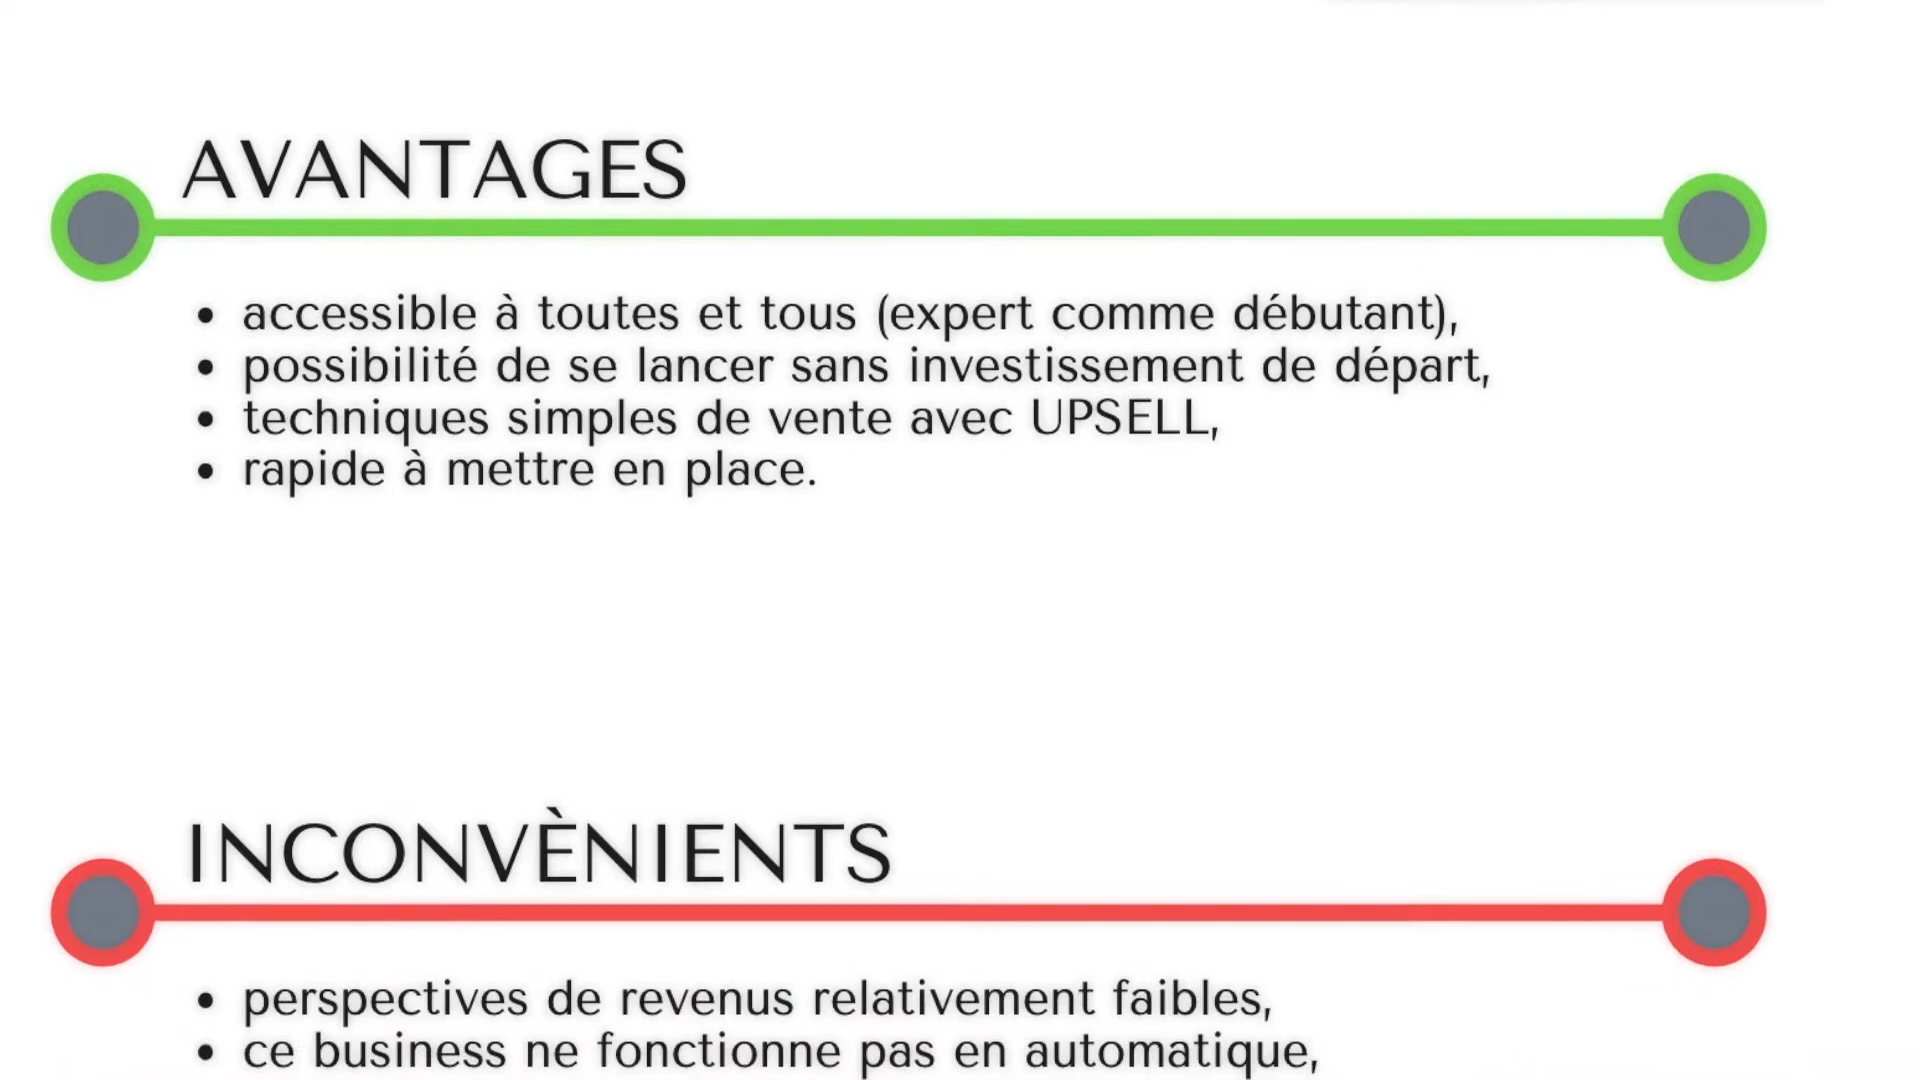 AVANTAGES
• accessible à toutes et tous (expert comme débutant),
• possibilité de se lancer sans investissement de départ,
• techniques simples de vente avec UPSELL,
• rapide à mettre en place.
INCONVÈNIENTS
• perspectives de revenus relativement faibles,
• ce business ne fonctionne pas en automatique,